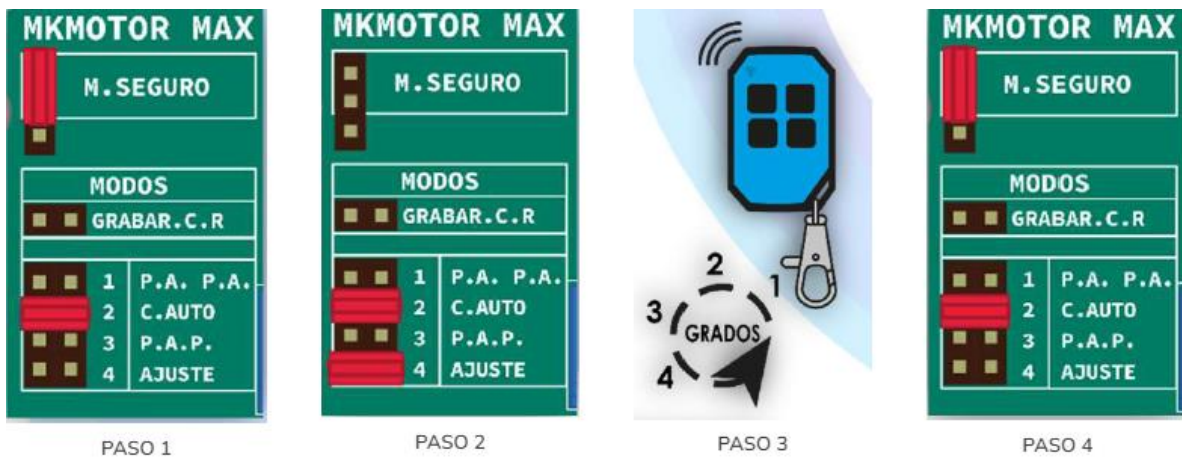 MKMOTOR MAX
M.SEGURO
MODOS
GRABAR.C.R
1 P.A. P.A.
2 C.AUTO
3 P.A.P.
4 AJUSTE
PASO 1
MKMOTOR MAX
M.SEGURO
MODOS
GRABAR.C.R
1 P.A. P.A.
2 C.AUTO
3 P.A.P.
4 AJUSTE
PASO 2
2
1
3
GRADOS
4
PASO 3
MKMOTOR MAX
M.SEGURO
MODOS
GRABAR.C.R
1 P.A. P.A.
2 C.AUTO
3 P.A.P.
4 AJUSTE
PASO 4